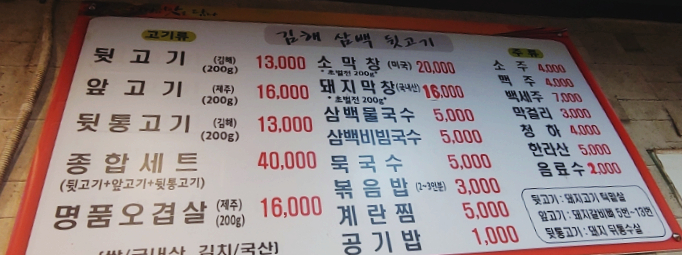 김해 삼백 뒷고기
고기류
뒷고기 (김해) (200g) 13,000
앞고기 (제주) (200g) 16,000
뒷통고기 (김해) (200g) 13,000
종합세트 40,000
(뒷고기+앞고기+뒷통고기)
명품오겹살 (제주) (200g) 16,000
[쌀/국내산 김치/국산]
소막창 (미국) 20,000
* 초벌전 200g*
돼지막창 (국내산) 16,000
* 초벌전 200g*
삼백물국수 5,000
삼백비빔국수 5,000
묵국수 5,000
볶음밥 (2~3인분) 3,000
계란찜 5,000
공기밥 1,000
주류
소주 4,000
맥주 4,000
백세주 7,000
막걸리 3,000
청하 4,000
한라산 5,000
음료수 2,000
뒷고기 : 돼지고기 턱밑살
앞고기 : 돼지갈비뼈 5번~13번
뒷통고기 : 돼지 뒤통수살